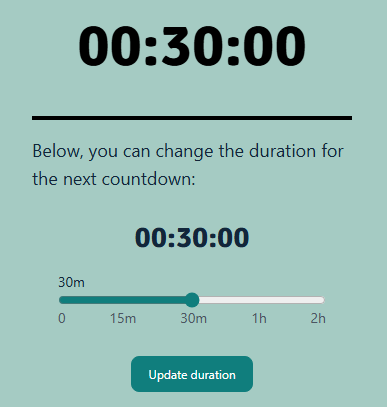 00:30:00
Below, you can change the duration for
the next countdown:
00:30:00
30m
0 15m 30m 1h 2h
Update duration